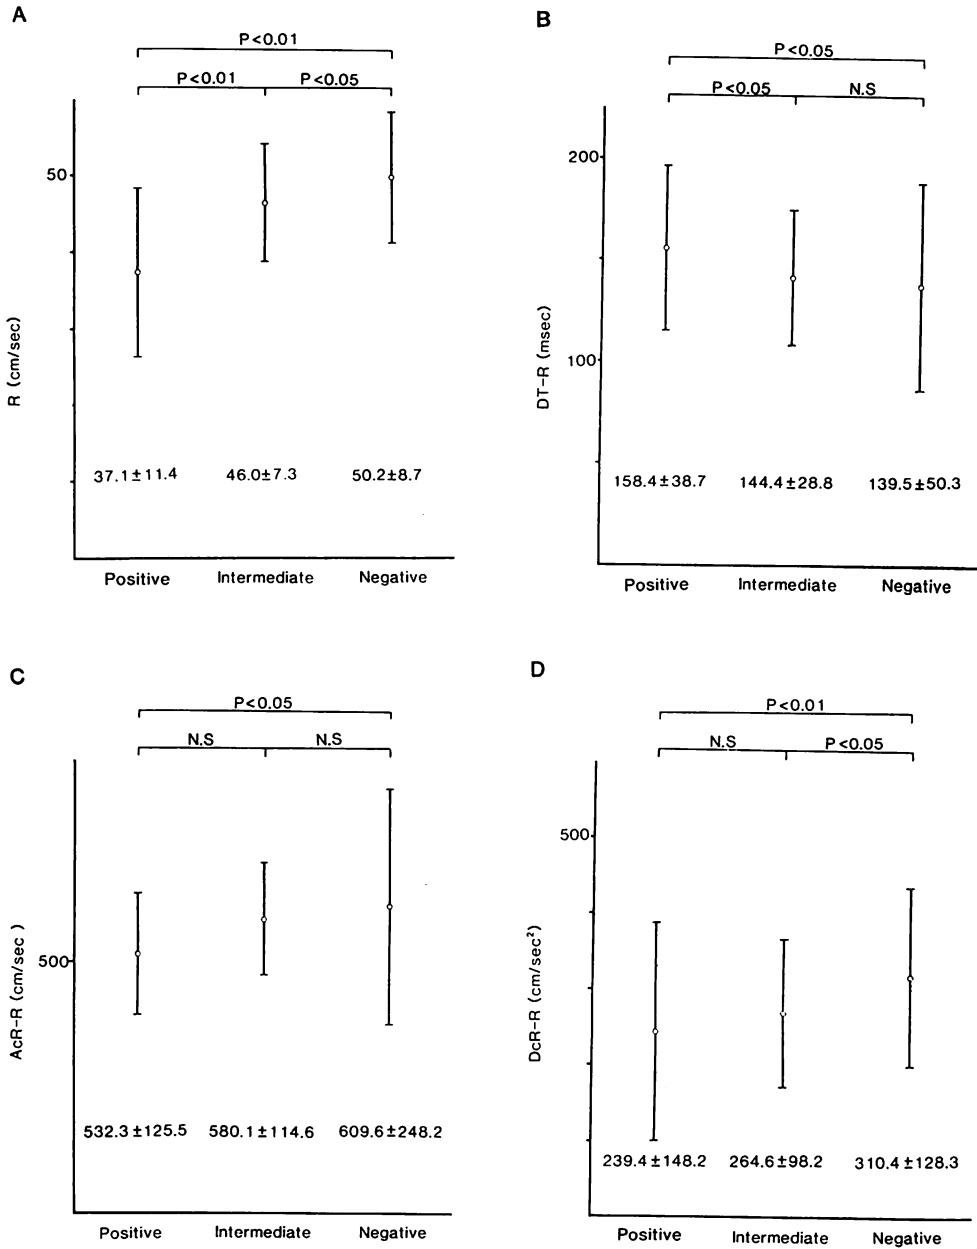 A
P<0.01
P<0.01 P<0.05
50
R (cm/sec)
37.1±11.4 46.0±7.3 50.2±8.7
Positive Intermediate Negative
B
P<0.05
P<0.05 N.S
200
100
DT-R (msec)
158.4±38.7 144.4±28.8 139.5±50.3
Positive Intermediate Negative
C
P<0.05
N.S N.S
500
AcR-R (cm/sec )
532.3±125.5 580.1±114.6 609.6±248.2
Positive Intermediate Negative
D
P<0.01
N.S P<0.05
500
DcR-R (cm/sec²)
239.4±148.2 264.6±98.2 310.4±128.3
Positive Intermediate Negative